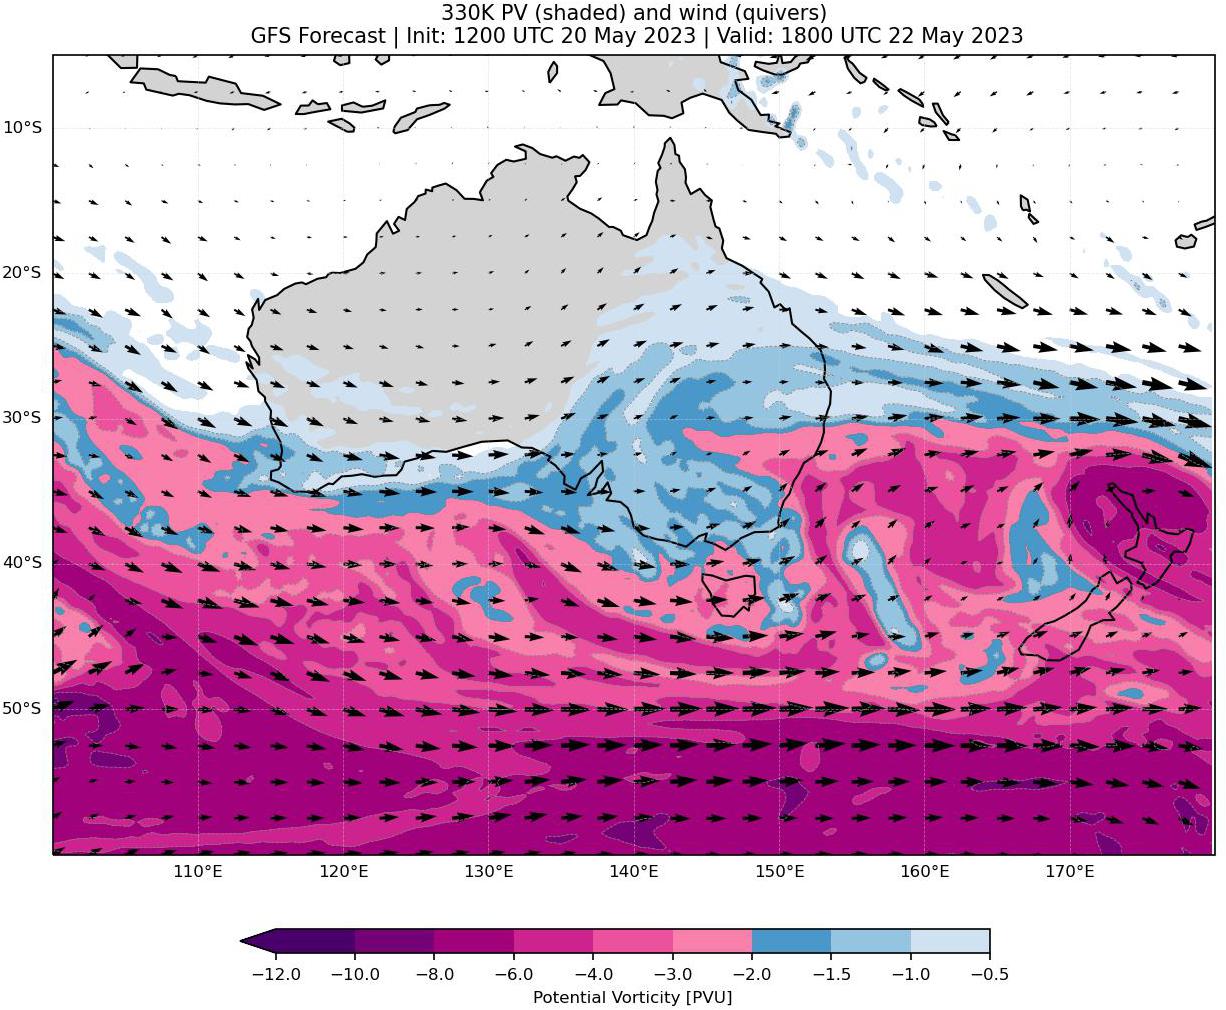 330K PV (shaded) and wind (quivers)
GFS Forecast | Init: 1200 UTC 20 May 2023 | Valid: 1800 UTC 22 May 2023
10°S
20°S
30°S
40°S
50°S
110°E 120°E 130°E 140°E 150°E 160°E 170°E
−12.0 −10.0 −8.0 −6.0 −4.0 −3.0 −2.0 −1.5 −1.0 −0.5
Potential Vorticity [PVU]